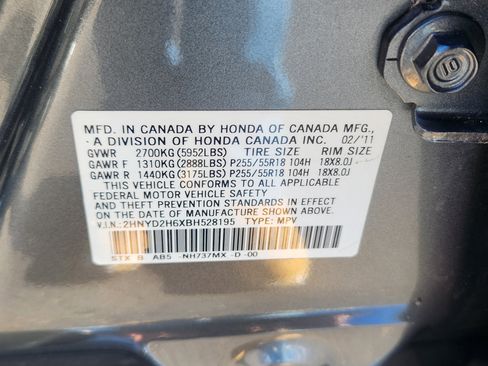 10
MFD. IN CANADA BY HONDA OF CANADA MFG.,
A DIVISION OF HONDA CANADA INC. 02/'11
GVWR 2700KG(5952LBS) TIRE SIZE RIM SIZE
GAWR F 1310KG(2888LBS) P255/55R18 104H 18X8.0J
GAWR R 1440KG(3175LBS) P255/55R18 104H 18X8.0J
THIS VEHICLE CONFORMS TO ALL APPLICABLE
FEDERAL MOTOR VEHICLE SAFETY
AND THEFT PREVENTION STANDARDS IN EFFECT
ON THE DATE OF MANUFACTURE SHOWN ABOVE.
V.I.N.: 2HNYD2H6XBH528195 TYPE: MPV
STX B AB5 -NH737MX -D -00